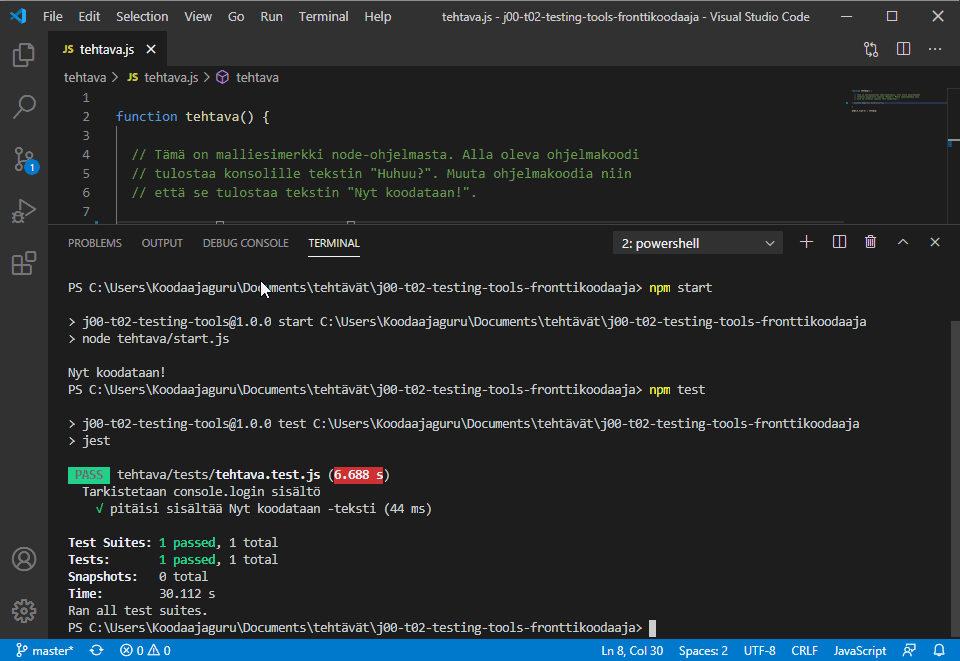 File Edit Selection View Go Run Terminal Help tehtava.js - j00-t02-testing-tools-fronttikoodaaja - Visual Studio Code
JS tehtava.js
tehtava > JS tehtava.js > tehtava
1
2 function tehtava() {
3
4 // Tämä on malliesimerkki node-ohjelmasta. Alla oleva ohjelmakoodi
5 // tulostaa konsolille tekstin "Huhuu?". Muuta ohjelmakoodia niin
6 // että se tulostaa tekstin "Nyt koodataan!".
7
1
PROBLEMS OUTPUT DEBUG CONSOLE TERMINAL 2: powershell
PS C:\Users\Koodaajaguru\Documents\tehtävät\j00-t02-testing-tools-fronttikoodaaja> npm start
> j00-t02-testing-tools@1.0.0 start C:\Users\Koodaajaguru\Documents\tehtävät\j00-t02-testing-tools-fronttikoodaaja
> node tehtava/start.js
Nyt koodataan!
PS C:\Users\Koodaajaguru\Documents\tehtävät\j00-t02-testing-tools-fronttikoodaaja> npm test
> j00-t02-testing-tools@1.0.0 test C:\Users\Koodaajaguru\Documents\tehtävät\j00-t02-testing-tools-fronttikoodaaja
> jest
PASS tehtava/tests/tehtava.test.js (6.688 s)
Tarkistetaan console.login sisältö
√ pitäisi sisältää Nyt koodataan -teksti (44 ms)
Test Suites: 1 passed, 1 total
Tests: 1 passed, 1 total
Snapshots: 0 total
Time: 30.112 s
Ran all test suites.
PS C:\Users\Koodaajaguru\Documents\tehtävät\j00-t02-testing-tools-fronttikoodaaja>
master* 0 0 Ln 8, Col 30 Spaces: 2 UTF-8 CRLF JavaScript